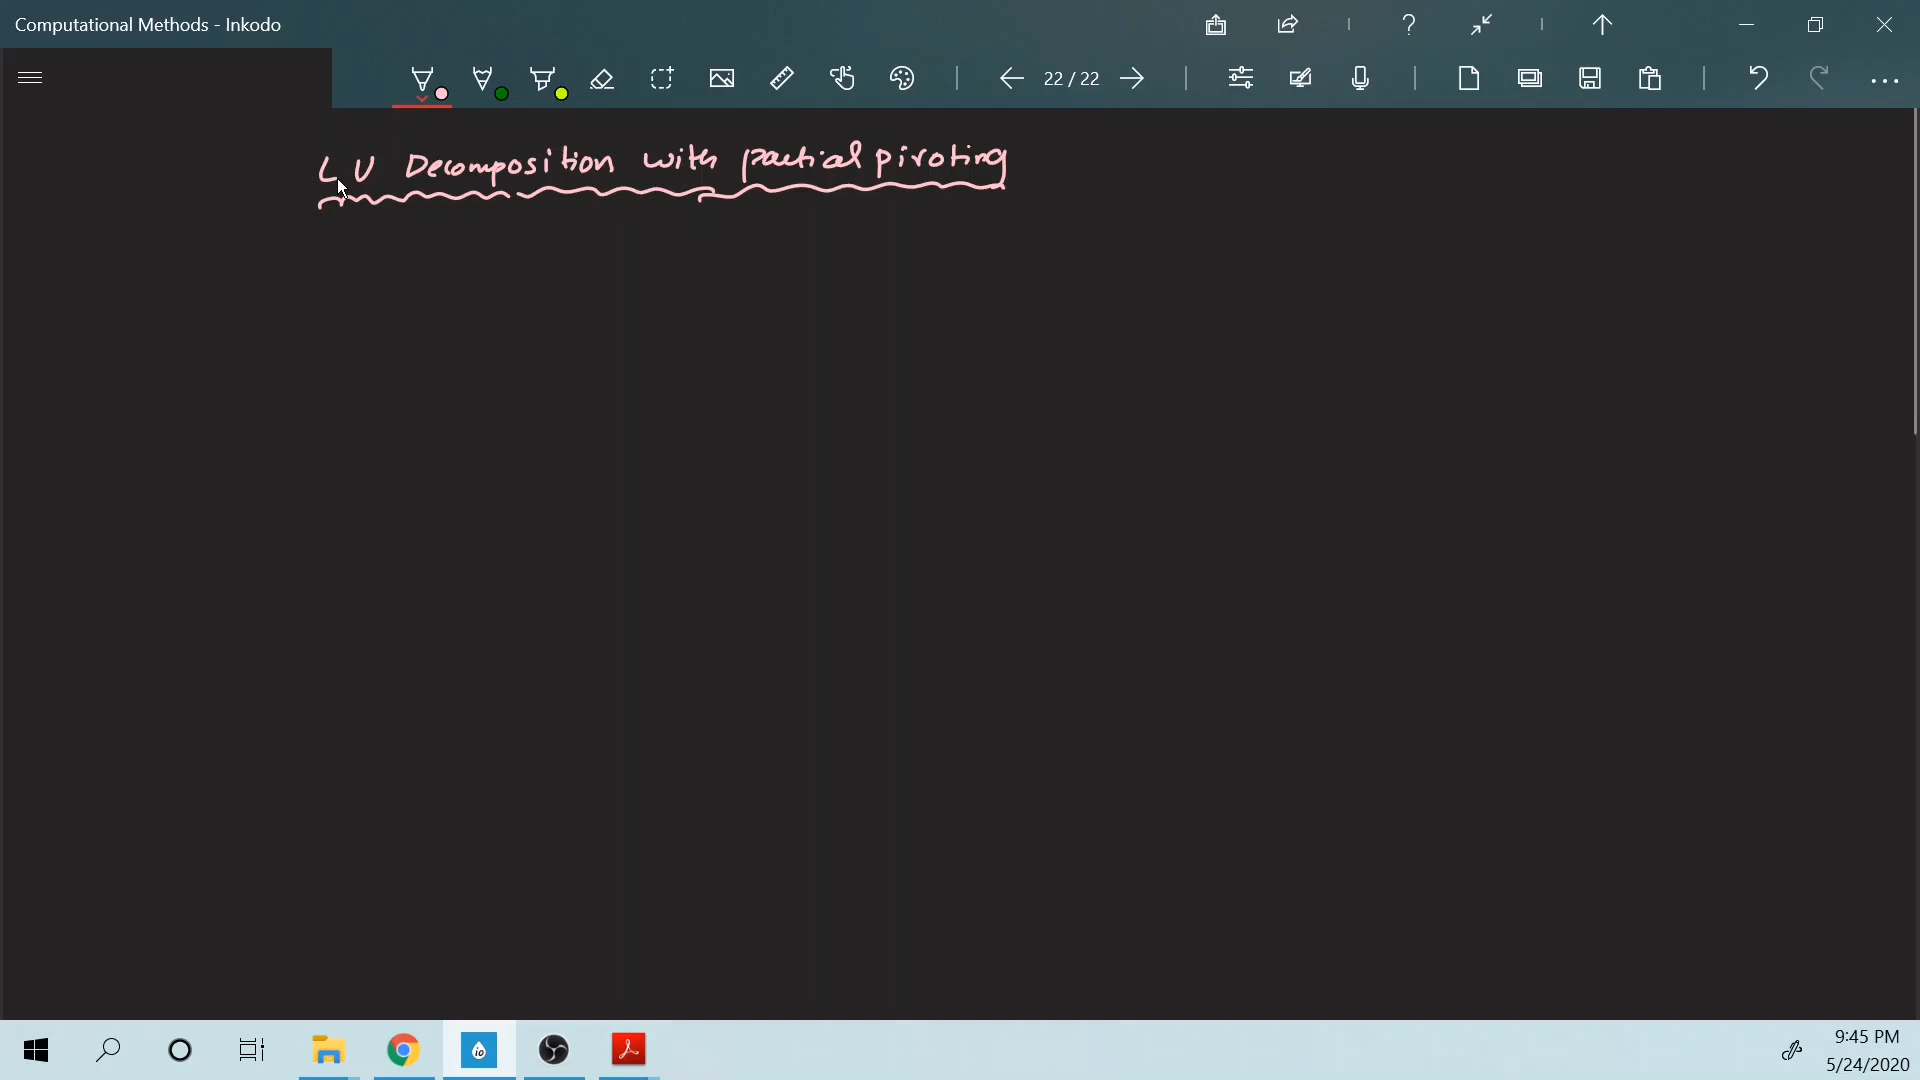 Computational Methods - Inkodo
22 / 22
LU Decomposition with partial pivoting
9:45 PM
5/24/2020